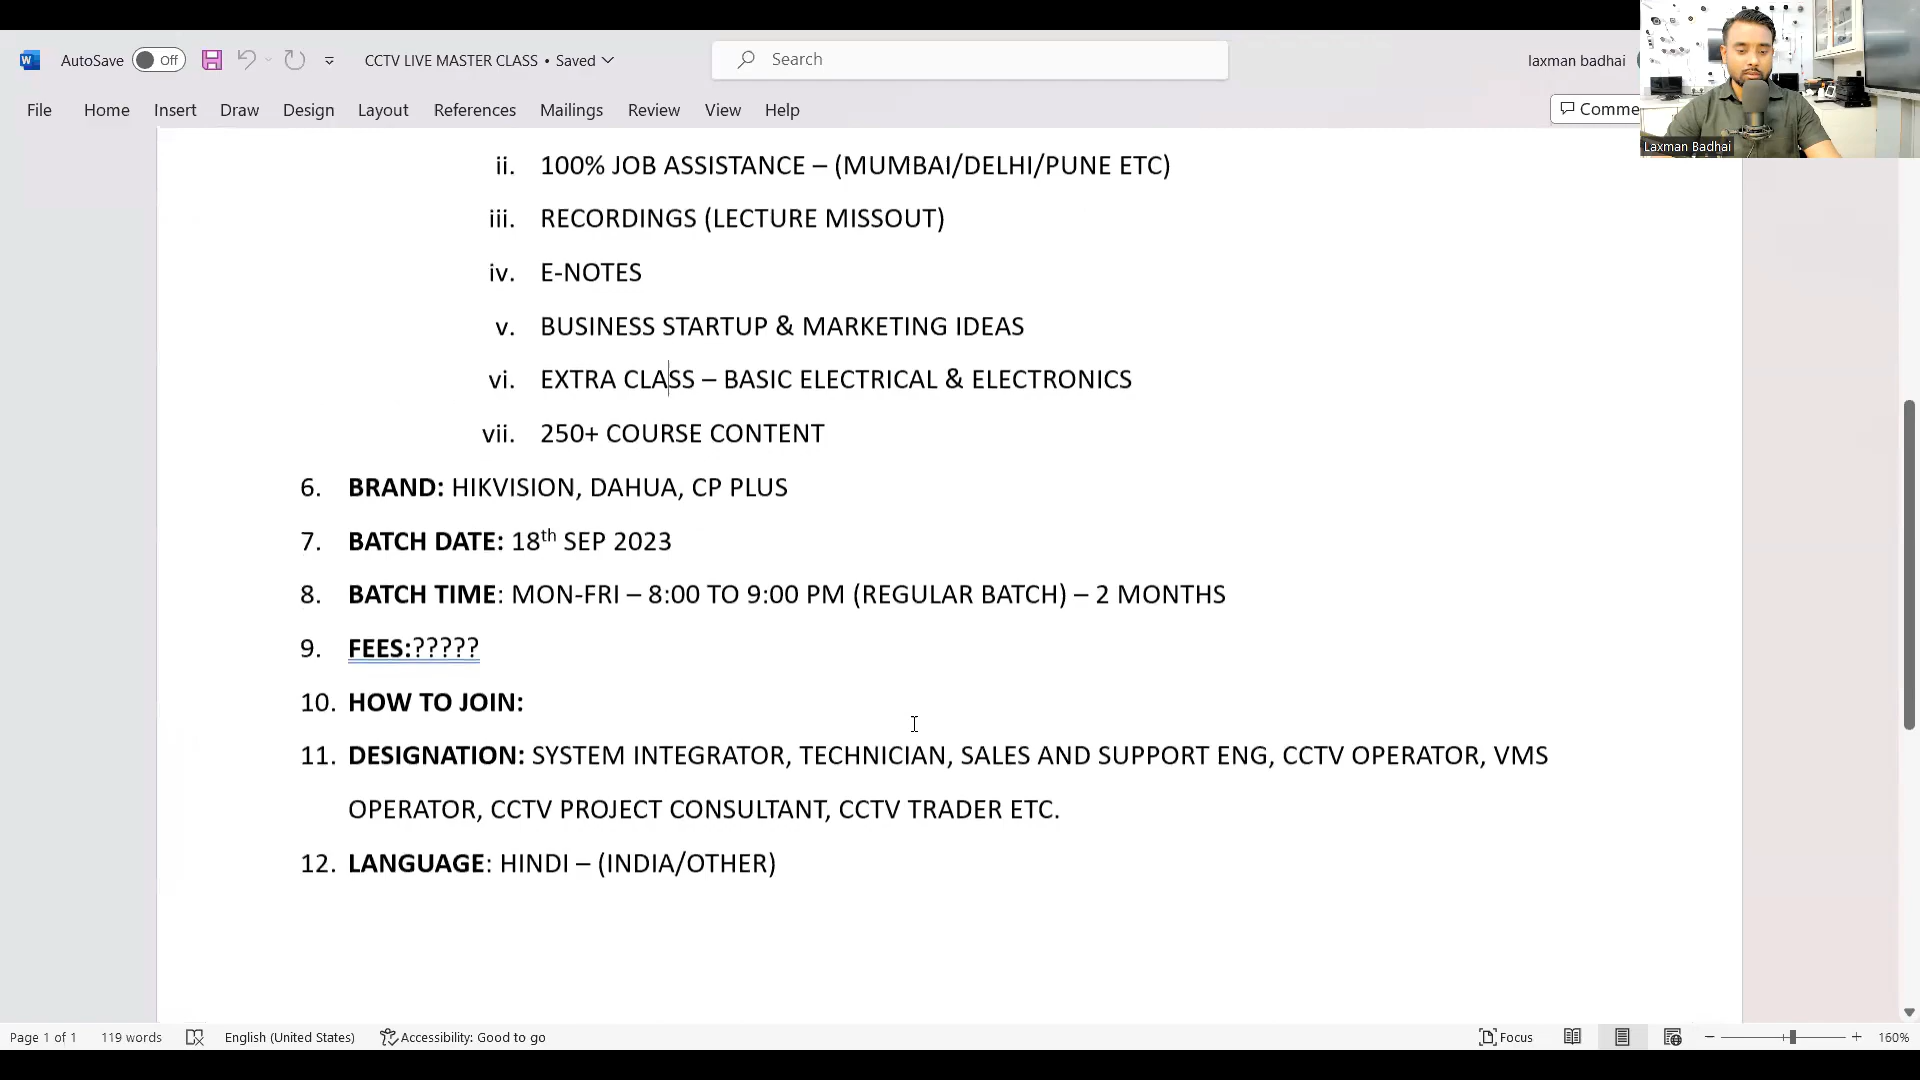 AutoSave Off CCTV LIVE MASTER CLASS • Saved Search laxman badhai
File Home Insert Draw Design Layout References Mailings Review View Help Comme
Laxman Badhai
ii. 100% JOB ASSISTANCE – (MUMBAI/DELHI/PUNE ETC)
iii. RECORDINGS (LECTURE MISSOUT)
iv. E-NOTES
v. BUSINESS STARTUP & MARKETING IDEAS
vi. EXTRA CLASS – BASIC ELECTRICAL & ELECTRONICS
vii. 250+ COURSE CONTENT
6. BRAND: HIKVISION, DAHUA, CP PLUS
7. BATCH DATE: 18th SEP 2023
8. BATCH TIME: MON-FRI – 8:00 TO 9:00 PM (REGULAR BATCH) – 2 MONTHS
9. FEES:?????
10. HOW TO JOIN:
11. DESIGNATION: SYSTEM INTEGRATOR, TECHNICIAN, SALES AND SUPPORT ENG, CCTV OPERATOR, VMS
OPERATOR, CCTV PROJECT CONSULTANT, CCTV TRADER ETC.
12. LANGUAGE: HINDI – (INDIA/OTHER)
Page 1 of 1 119 words English (United States) Accessibility: Good to go Focus 160%